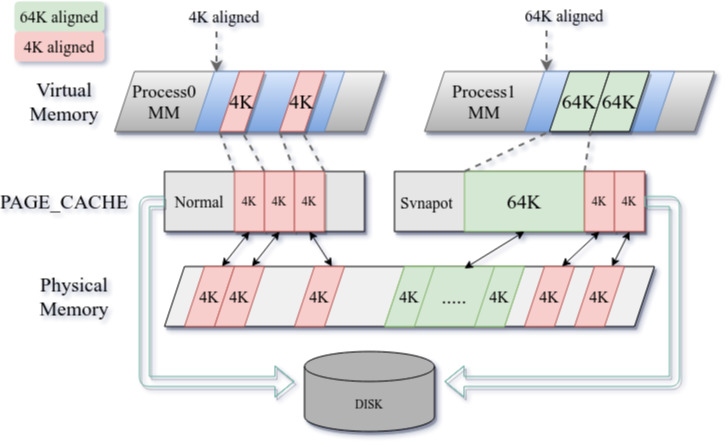 64K aligned
4K aligned
4K aligned
64K aligned
Virtual
Memory
Process0
MM
4K
4K
Process1
MM
64K
64K
PAGE_CACHE
Normal
4K
4K
4K
Svnapot
64K
4K
4K
Physical
Memory
4K
4K
4K
4K
.....
4K
4K
4K
DISK